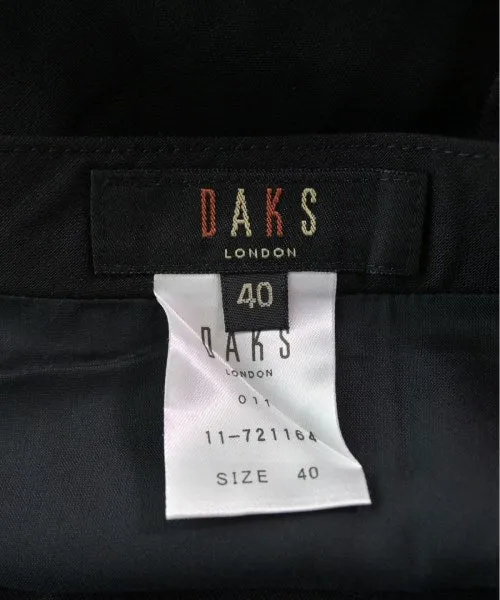 DAKS
LONDON
40
DAKS
LONDON
011
11-721164
SIZE 40